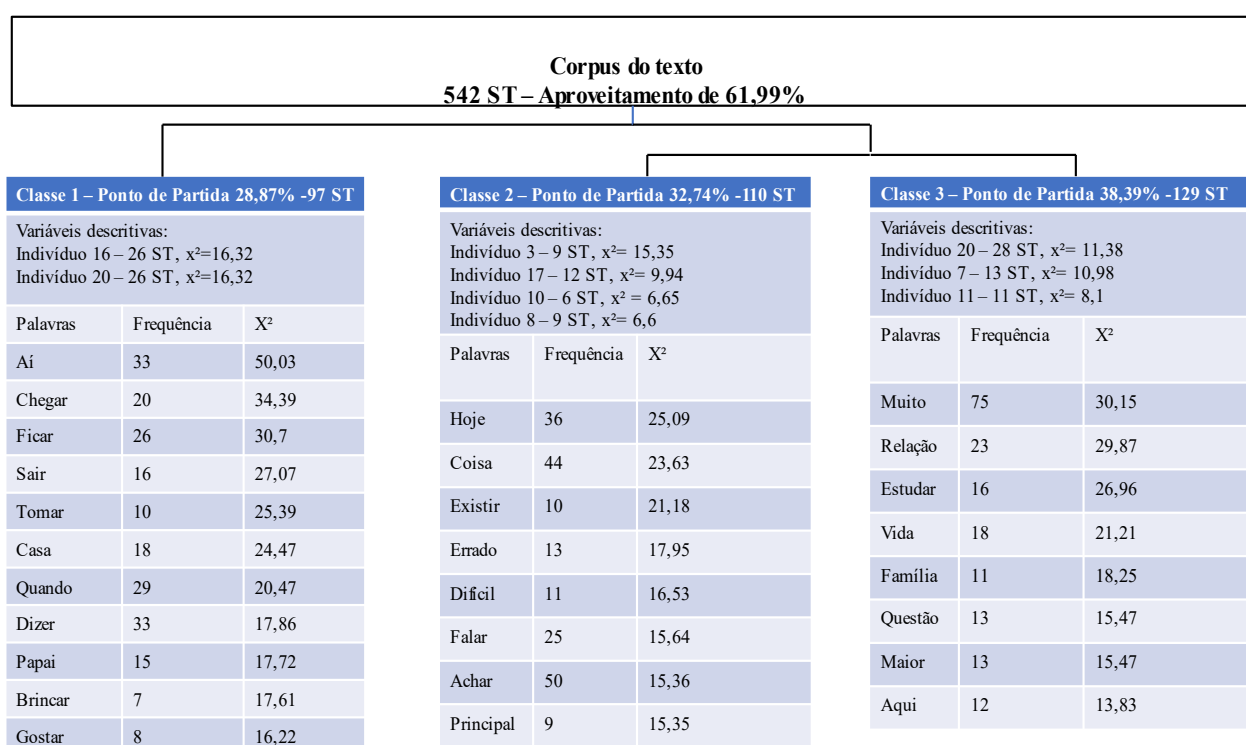 Corpus do texto
542 ST – Aproveitamento de 61,99%
Classe 1 – Ponto de Partida 28,87% -97 ST
Variáveis descritivas:
Indivíduo 16 – 26 ST, x²=16,32
Indivíduo 20 – 26 ST, x²=16,32
Palavras Frequência X²
Aí 33 50,03
Chegar 20 34,39
Ficar 26 30,7
Sair 16 27,07
Tomar 10 25,39
Casa 18 24,47
Quando 29 20,47
Dizer 33 17,86
Papai 15 17,72
Brincar 7 17,61
Gostar 8 16,22
Classe 2 – Ponto de Partida 32,74% -110 ST
Variáveis descritivas:
Indivíduo 3 – 9 ST, x²= 15,35
Indivíduo 17 – 12 ST, x²= 9,94
Indivíduo 10 – 6 ST, x² = 6,65
Indivíduo 8 – 9 ST, x²= 6,6
Palavras Frequência X²
Hoje 36 25,09
Coisa 44 23,63
Existir 10 21,18
Errado 13 17,95
Difícil 11 16,53
Falar 25 15,64
Achar 50 15,36
Principal 9 15,35
Classe 3 – Ponto de Partida 38,39% -129 ST
Variáveis descritivas:
Indivíduo 20 – 28 ST, x²= 11,38
Indivíduo 7 – 13 ST, x²= 10,98
Indivíduo 11 – 11 ST, x²= 8,1
Palavras Frequência X²
Muito 75 30,15
Relação 23 29,87
Estudar 16 26,96
Vida 18 21,21
Família 11 18,25
Questão 13 15,47
Maior 13 15,47
Aqui 12 13,83